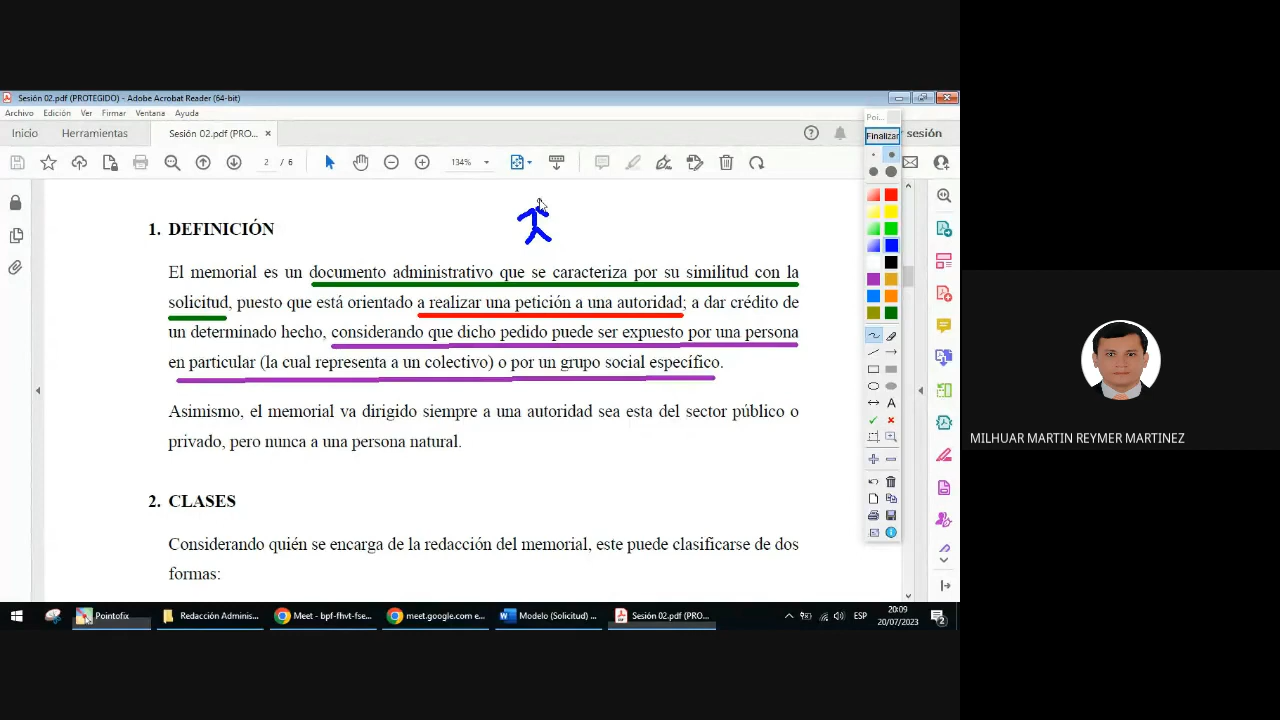 Sesión 02.pdf (PROTEGIDO) - Adobe Acrobat Reader (64-bit)
Archivo Edición Ver Firmar Ventana Ayuda
Poi...
Finalizar
Inicio Herramientas Sesión 02.pdf (PRO... × sesión
2 / 6 134%
1. DEFINICIÓN
El memorial es un documento administrativo que se caracteriza por su similitud con la
solicitud, puesto que está orientado a realizar una petición a una autoridad; a dar crédito de
un determinado hecho, considerando que dicho pedido puede ser expuesto por una persona
en particular (la cual representa a un colectivo) o por un grupo social específico.
Asimismo, el memorial va dirigido siempre a una autoridad sea esta del sector público o
privado, pero nunca a una persona natural.
2. CLASES
Considerando quién se encarga de la redacción del memorial, este puede clasificarse de dos
formas:
MILHUAR MARTIN REYMER MARTINEZ
Pointofix Redacción Adminis... Meet - bpf-fhvt-fse... meet.google.com e... Modelo (Solicitud) ... Sesión 02.pdf (PRO... ESP 20:09
20/07/2023 2